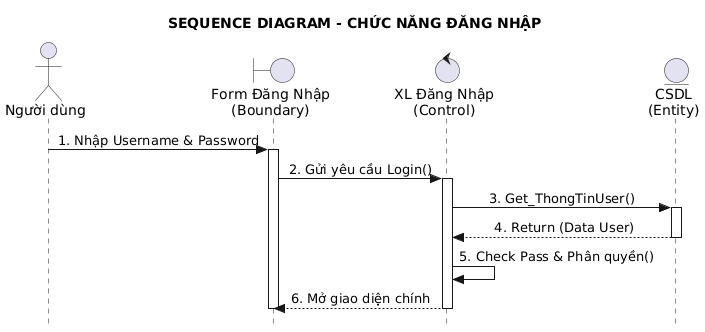 SEQUENCE DIAGRAM - CHỨC NĂNG ĐĂNG NHẬP
Người dùng
Form Đăng Nhập
(Boundary)
XL Đăng Nhập
(Control)
CSDL
(Entity)
1. Nhập Username & Password
2. Gửi yêu cầu Login()
3. Get_ThongTinUser()
4. Return (Data User)
5. Check Pass & Phân quyền()
6. Mở giao diện chính